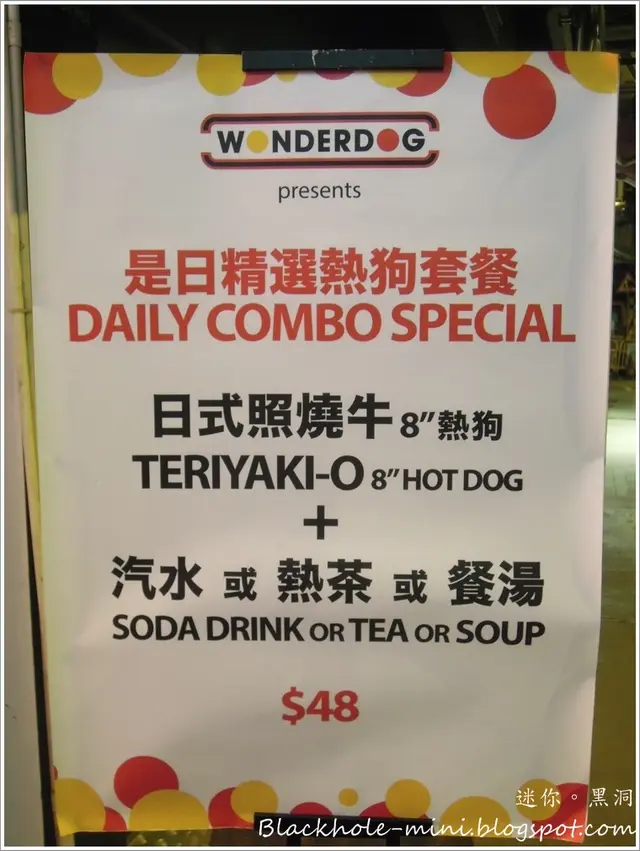 WONDERDOG
presents
是日精選熱狗套餐
DAILY COMBO SPECIAL
日式照燒牛 8”熱狗
TERIYAKI-O 8” HOT DOG
+
汽水 或 熱茶 或 餐湯
SODA DRINK OR TEA OR SOUP
$48
迷你。黑洞
Blackhole-mini.blogspot.com